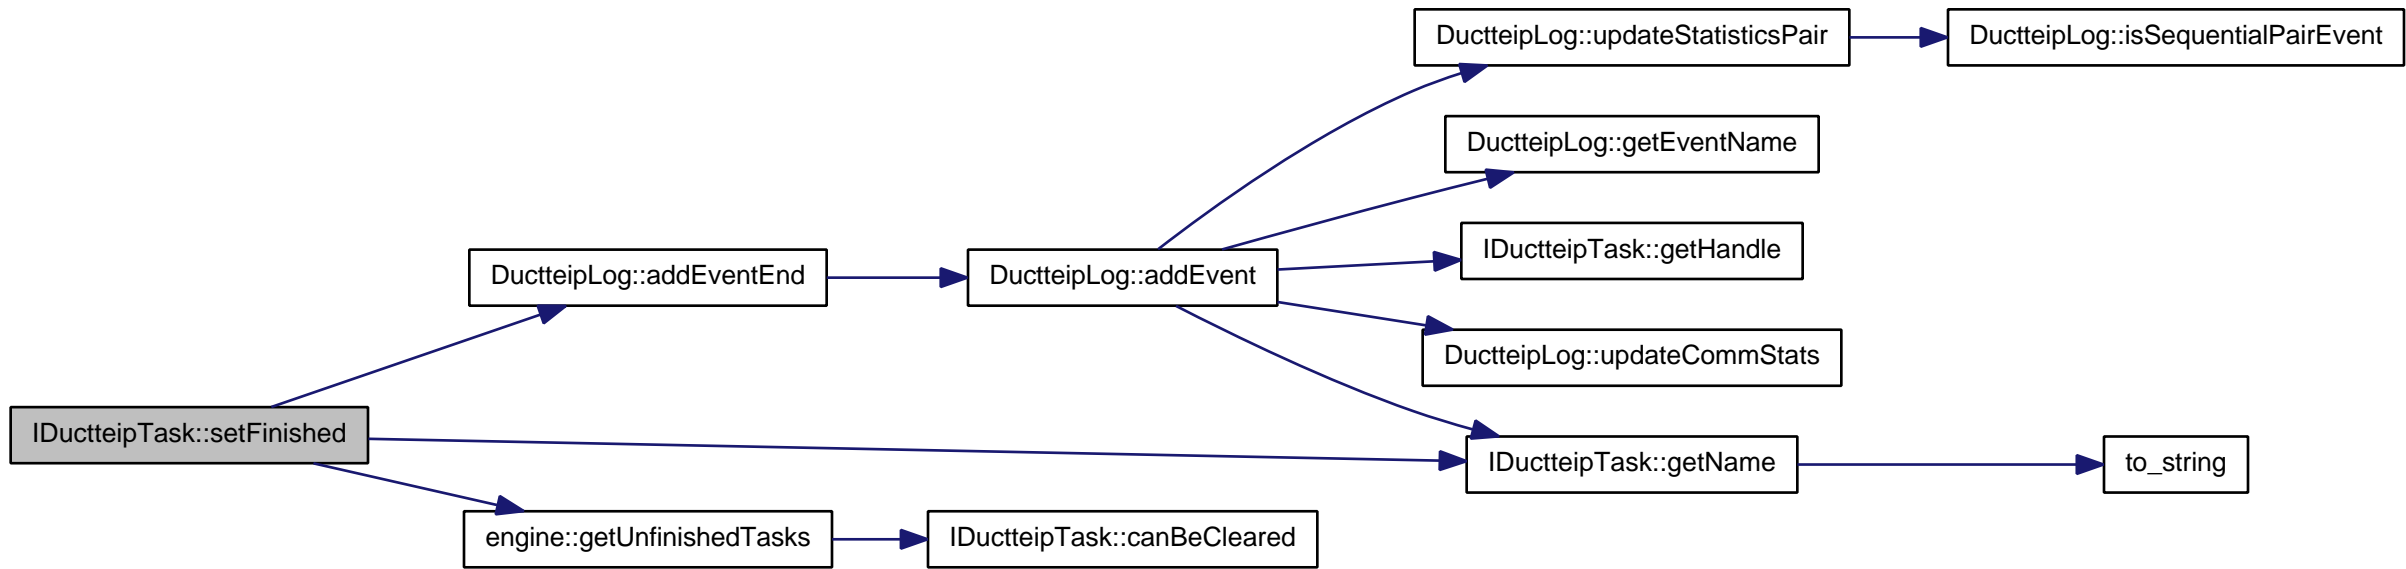 DuctteipLog::updateStatisticsPair
DuctteipLog::isSequentialPairEvent
DuctteipLog::getEventName
IDuctteipTask::getHandle
DuctteipLog::addEventEnd
DuctteipLog::addEvent
DuctteipLog::updateCommStats
IDuctteipTask::setFinished
IDuctteipTask::getName
to_string
engine::getUnfinishedTasks
IDuctteipTask::canBeCleared